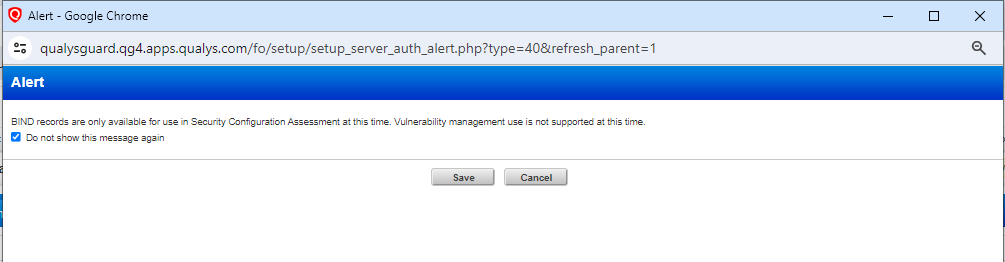 Alert - Google Chrome
qualysguard.qg4.apps.qualys.com/fo/setup/setup_server_auth_alert.php?type=40&refresh_parent=1
Alert
BIND records are only available for use in Security Configuration Assessment at this time. Vulnerability management use is not supported at this time.
Do not show this message again
Save Cancel